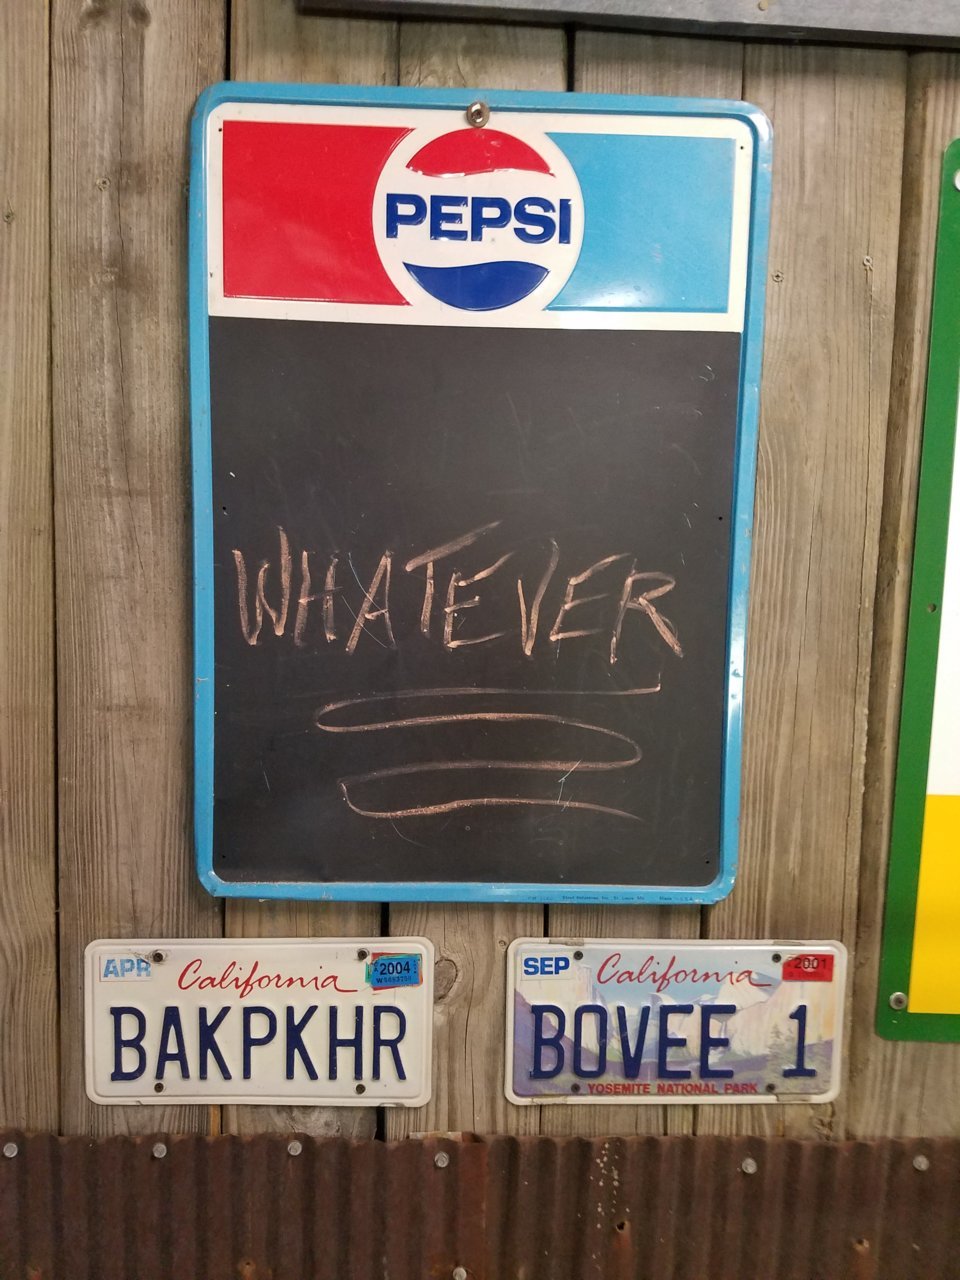 PEPSI
WHATEVER
APR California 2004
BAKPKHR
SEP California 2001
BOVEE 1
YOSEMITE NATIONAL PARK